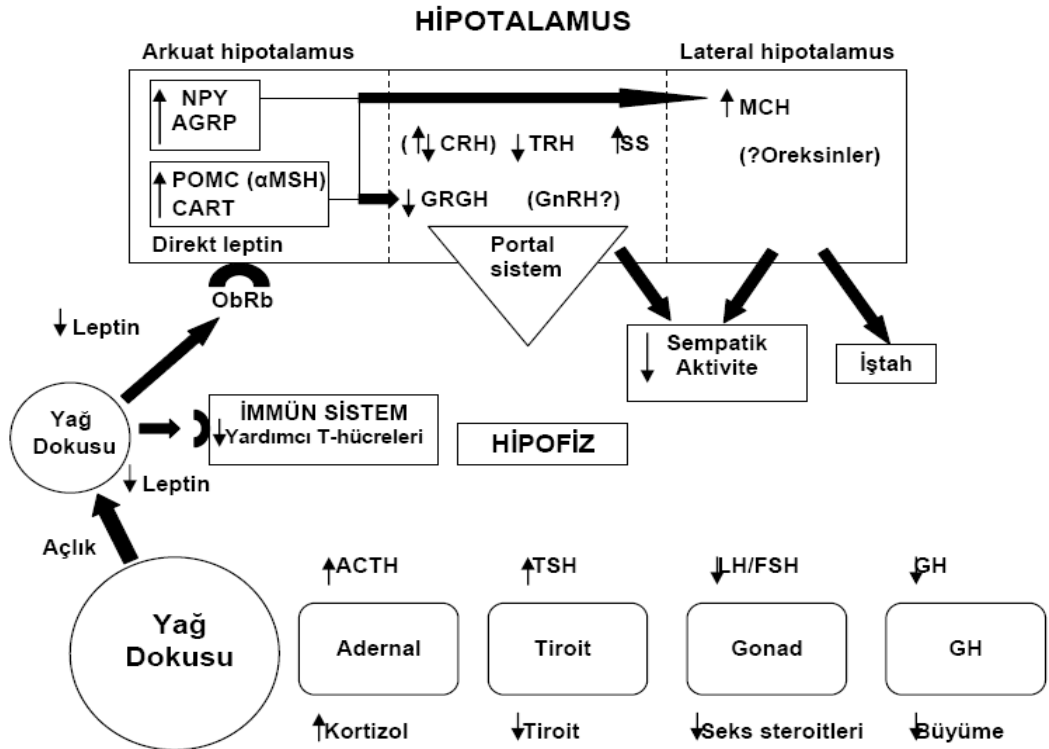 HİPOTALAMUS
Arkuat hipotalamus
Lateral hipotalamus
NPY
AGRP
MCH
(↑↓ CRH) ↓ TRH ↑SS
(?Oreksinler)
POMC (αMSH)
CART
↓ GRGH (GnRH?)
Direkt leptin
Portal
sistem
ObRb
↓ Leptin
Sempatik
Aktivite
İştah
Yağ
Dokusu
İMMÜN SİSTEM
↓ Yardımcı T-hücreleri
HİPOFİZ
↓ Leptin
Açlık
↑ACTH ↑TSH ↓LH/FSH ↓GH
Yağ
Dokusu
Adernal
Tiroit
Gonad
GH
↑Kortizol ↓Tiroit ↓Seks steroitleri ↓Büyüme